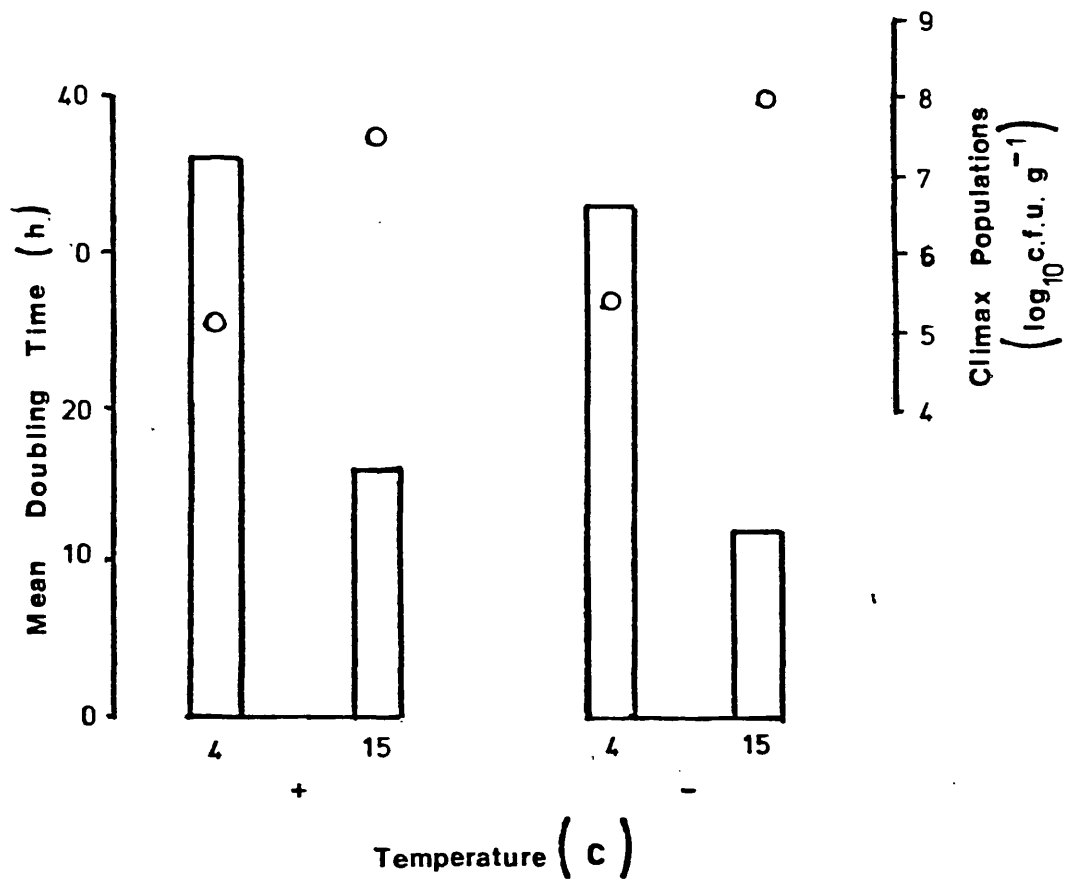 Mean Doubling Time (h.)
40
0
20
10
0
4 15 4 15
+ -
Temperature ( C )
9
8
7
6
5
4
Climax Populations
(log10 c.f.u. g−1)